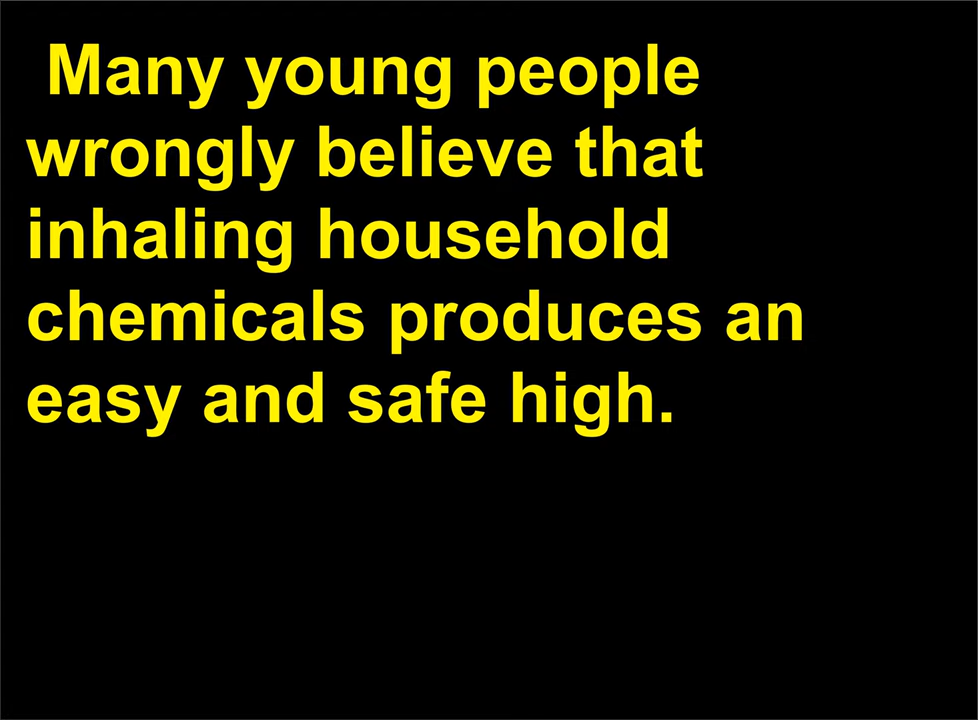 Many young people
wrongly believe that
inhaling household
chemicals produces an
easy and safe high.